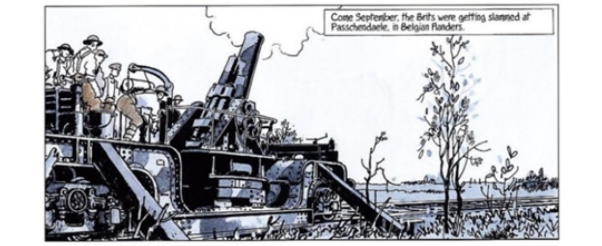 Come September, the Brits were getting slammed at
Passchendaele, in Belgian Flanders.